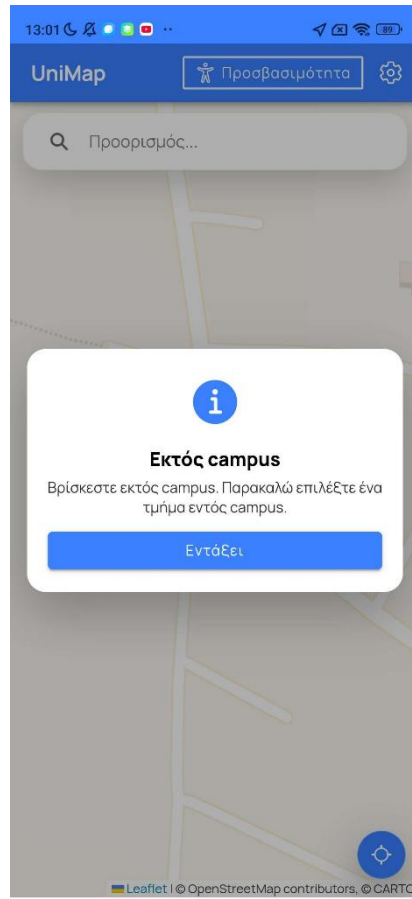 13:01
89
UniMap
Προσβασιμότητα
Προορισμός...
i
Εκτός campus
Βρίσκεστε εκτός campus. Παρακαλώ επιλέξτε ένα
τμήμα εντός campus.
Εντάξει
Leaflet | © OpenStreetMap contributors, © CARTO